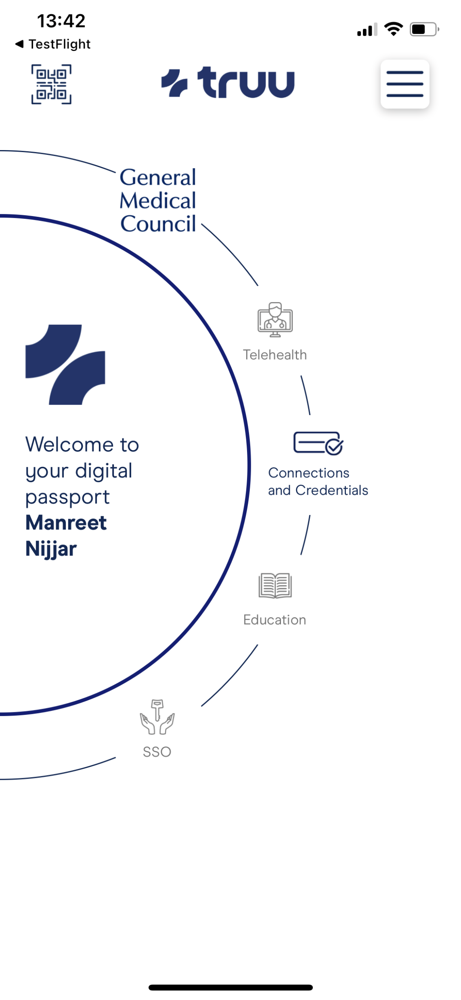 13:42
◀ TestFlight
truu
General
Medical
Council
Telehealth
Connections
and Credentials
Welcome to
your digital
passport
Manreet
Nijjar
Education
SSO